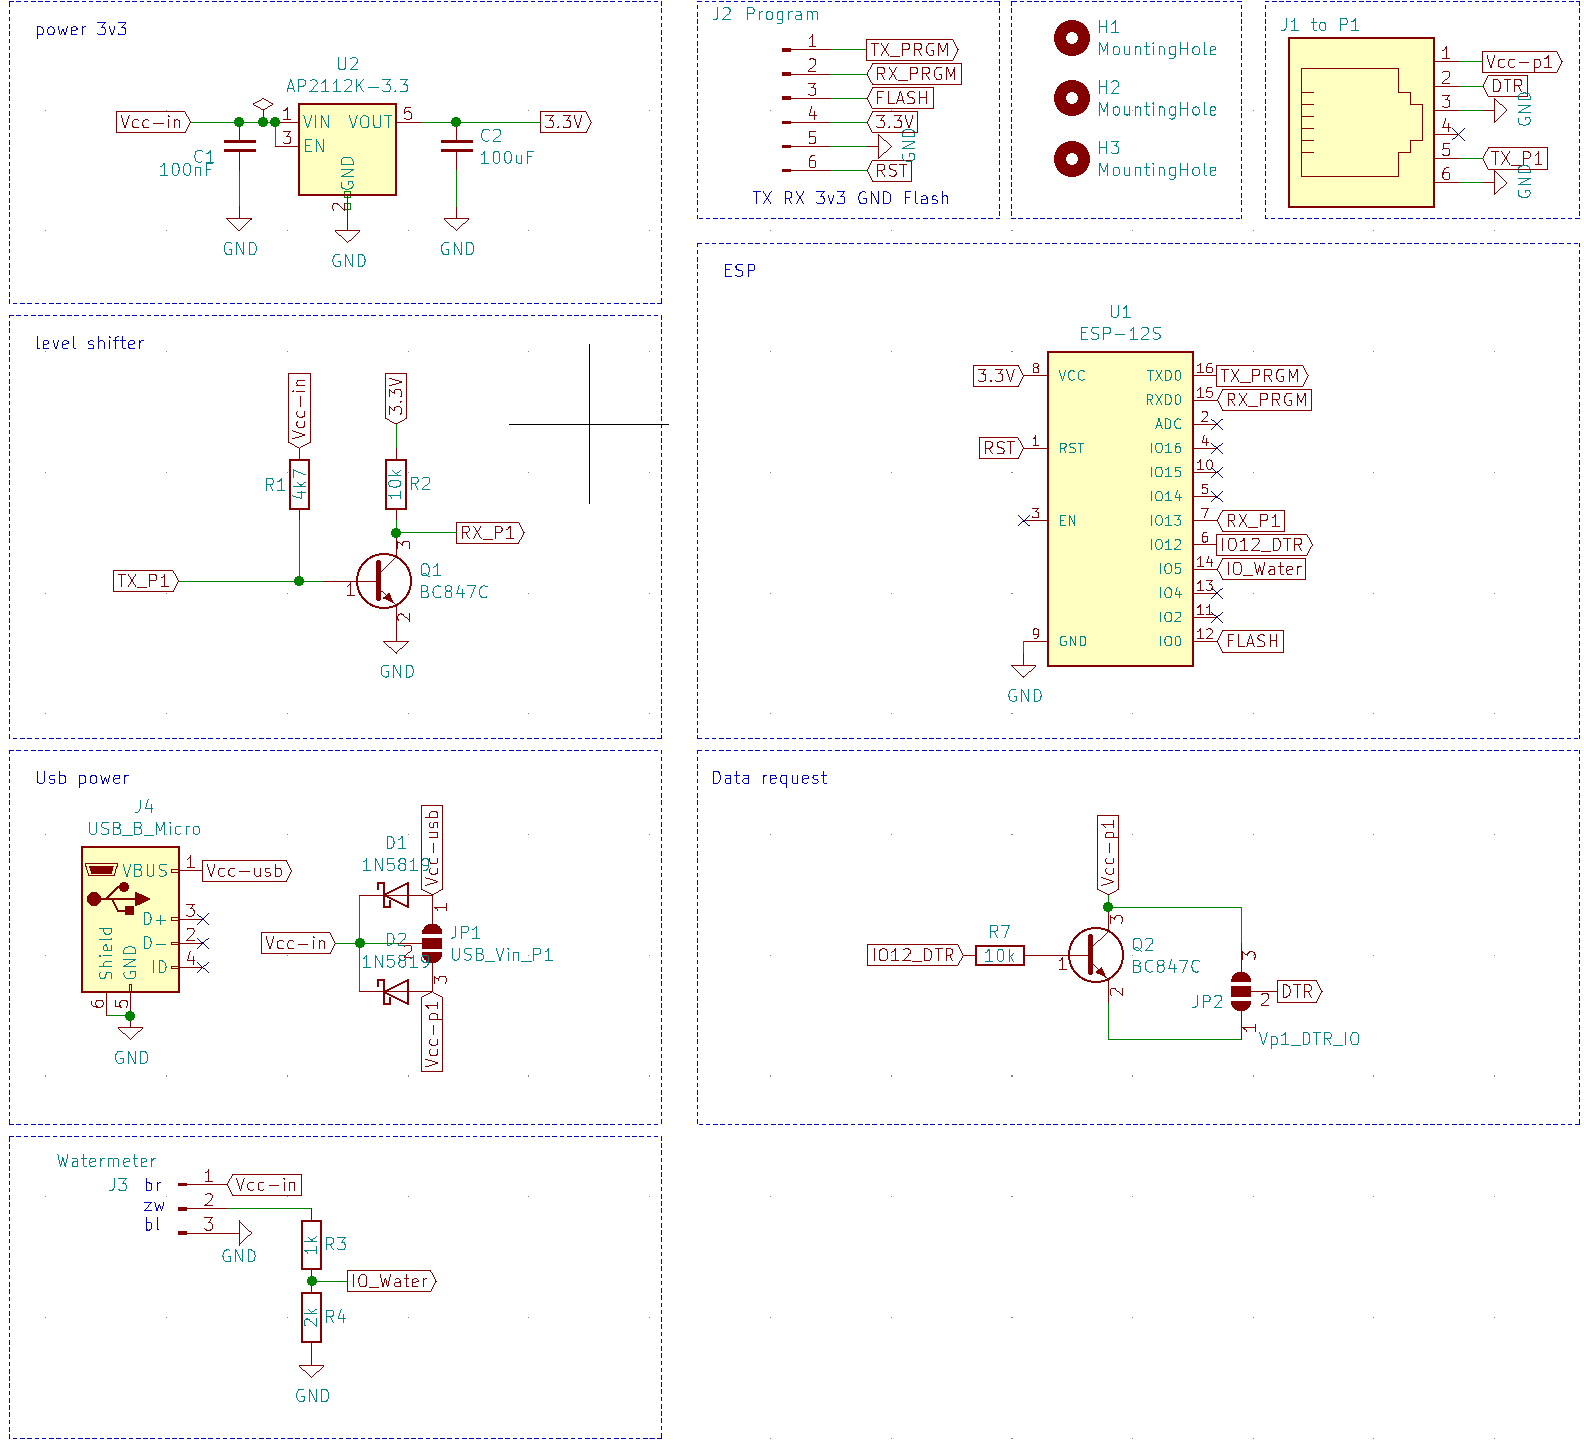 power 3v3
U2
AP2112K-3.3
Vcc-in
1
VIN
VOUT
5
3.3V
3
EN
GND
2
C1
100nF
C2
100uF
GND
GND
GND
J2 Program
1
TX_PRGM
2
RX_PRGM
3
FLASH
4
3.3V
5
GND
6
RST
TX RX 3v3 GND Flash
H1
MountingHole
H2
MountingHole
H3
MountingHole
J1 to P1
1
Vcc-p1
2
DTR
3
GND
4
5
TX_P1
6
GND
level shifter
Vcc-in
3.3V
R1
4k7
10k
R2
RX_P1
3
TX_P1
1
Q1
BC847C
2
GND
ESP
U1
ESP-12S
3.3V
8
VCC
TXD0
16
TX_PRGM
RXD0
15
RX_PRGM
ADC
2
RST
1
RST
IO16
4
IO15
10
IO14
5
3
EN
IO13
7
RX_P1
IO12
6
IO12_DTR
IO5
14
IO_Water
IO4
13
IO2
11
9
GND
IO0
12
FLASH
GND
Usb power
J4
USB_B_Micro
VBUS
1
Vcc-usb
D+
3
D-
2
ID
4
Shield
GND
6
5
GND
D1
1N5819
Vcc-usb
1
Vcc-in
D2
1N5819
2
JP1
USB_Vin_P1
3
Vcc-p1
Data request
Vcc-p1
3
IO12_DTR
R7
10k
1
Q2
BC847C
2
3
JP2
2
DTR
1
Vp1_DTR_IO
Watermeter
J3
br
1
Vcc-in
zw
2
bl
3
GND
1k
R3
IO_Water
2k
R4
GND